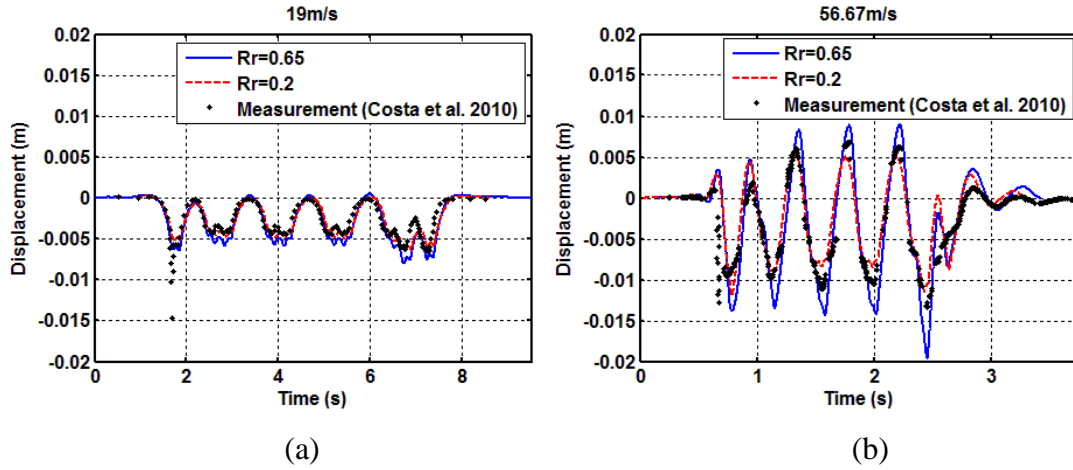 19m/s
0.02
0.015
0.01
0.005
0
-0.005
-0.01
-0.015
-0.02
Displacement (m)
Rr=0.65
Rr=0.2
Measurement (Costa et al. 2010)
0 2 4 6 8
Time (s)
(a)
56.67m/s
0.02
0.015
0.01
0.005
0
-0.005
-0.01
-0.015
-0.02
Displacement (m)
Rr=0.65
Rr=0.2
Measurement (Costa et al. 2010)
0 1 2 3
Time (s)
(b)